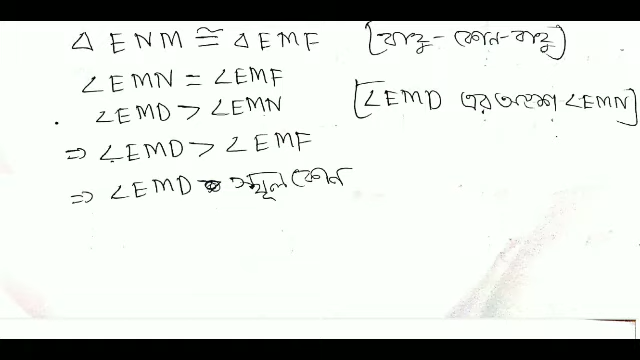 Δ ENM ≅ Δ EMF [বাহু-কোন-বাহু]
∠EMN = ∠EMF
∠EMD > ∠EMN [∠EMD এর অংশ ∠EMN]
⇒ ∠EMD > ∠EMF
⇒ ∠EMD স্থূলকোন